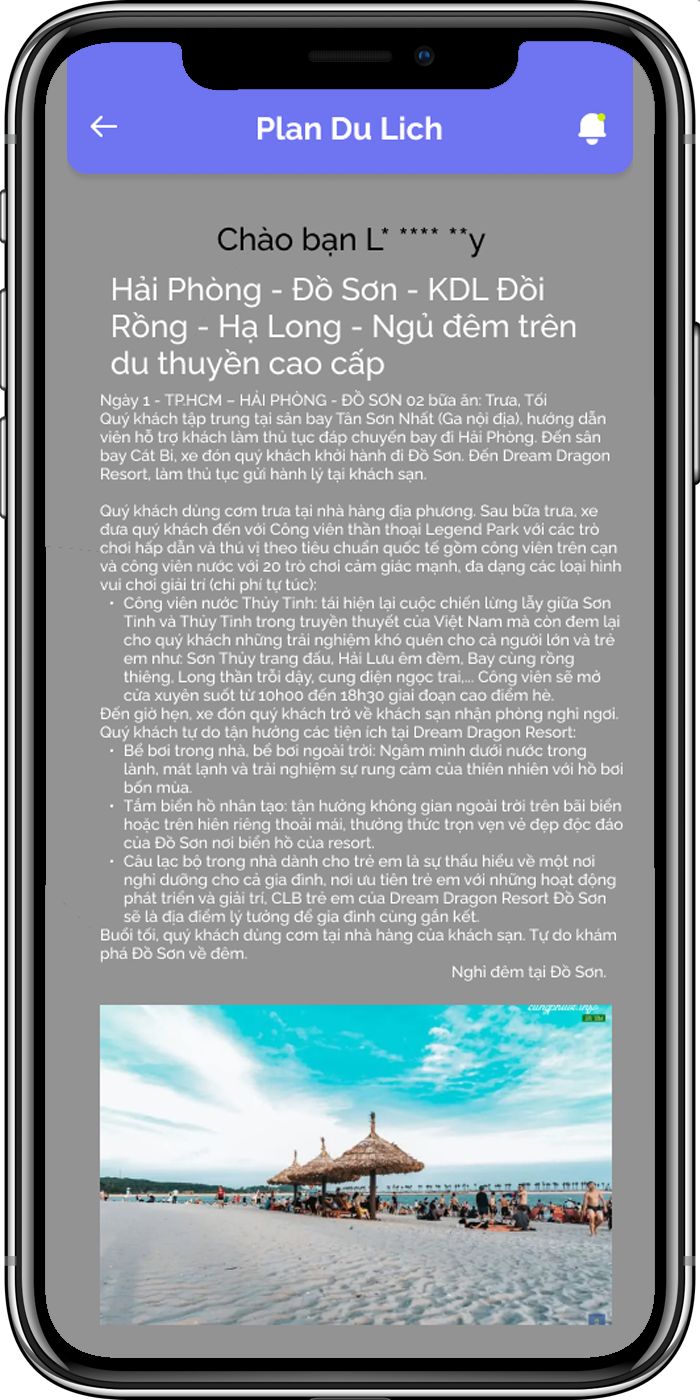 Plan Du Lich
Chào bạn L* **** **y
Hải Phòng - Đồ Sơn - KDL Đồi
Rồng - Hạ Long - Ngủ đêm trên
du thuyền cao cấp
Ngày 1 - TP.HCM – HẢI PHÒNG - ĐỒ SƠN 02 bữa ăn: Trưa, Tối
Quý khách tập trung tại sân bay Tân Sơn Nhất (Ga nội địa), hướng dẫn
viên hỗ trợ khách làm thủ tục đáp chuyến bay đi Hải Phòng. Đến sân
bay Cát Bi, xe đón quý khách khởi hành đi Đồ Sơn. Đến Dream Dragon
Resort, làm thủ tục gửi hành lý tại khách sạn.
Quý khách dùng cơm trưa tại nhà hàng địa phương. Sau bữa trưa, xe
đưa quý khách đến với Công viên thần thoại Legend Park với các trò
chơi hấp dẫn và thú vị theo tiêu chuẩn quốc tế gồm công viên trên cạn
và công viên nước với 20 trò chơi cảm giác mạnh, đa dạng các loại hình
vui chơi giải trí (chi phí tự túc):
• Công viên nước Thủy Tinh: tái hiện lại cuộc chiến lừng lẫy giữa Sơn
Tinh và Thủy Tinh trong truyền thuyết của Việt Nam mà còn đem lại
cho quý khách những trải nghiệm khó quên cho cả người lớn và trẻ
em như: Sơn Thủy trang đấu, Hải Lưu êm đềm, Bay cùng rồng
thiêng, Long thần trỗi dậy, cung điện ngọc trai,... Công viên sẽ mở
cửa xuyên suốt từ 10h00 đến 18h30 giai đoạn cao điểm hè.
Đến giờ hẹn, xe đón quý khách trở về khách sạn nhận phòng nghỉ ngơi.
Quý khách tự do tận hưởng các tiện ích tại Dream Dragon Resort:
• Bể bơi trong nhà, bể bơi ngoài trời: Ngâm mình dưới nước trong
lành, mát lạnh và trải nghiệm sự rung cảm của thiên nhiên với hồ bơi
bốn mùa.
• Tắm biển hồ nhân tạo: tận hưởng không gian ngoài trời trên bãi biển
hoặc trên hiên riêng thoải mái, thưởng thức trọn vẹn vẻ đẹp độc đáo
của Đồ Sơn nơi biển hồ của resort.
• Câu lạc bộ trong nhà dành cho trẻ em là sự thấu hiểu về một nơi
nghỉ dưỡng cho cả gia đình, nơi ưu tiên trẻ em với những hoạt động
phát triển và giải trí, CLB trẻ em của Dream Dragon Resort Đồ Sơn
sẽ là địa điểm lý tưởng để gia đình cùng gắn kết.
Buổi tối, quý khách dùng cơm tại nhà hàng của khách sạn. Tự do khám
phá Đồ Sơn về đêm.
Nghỉ đêm tại Đồ Sơn.